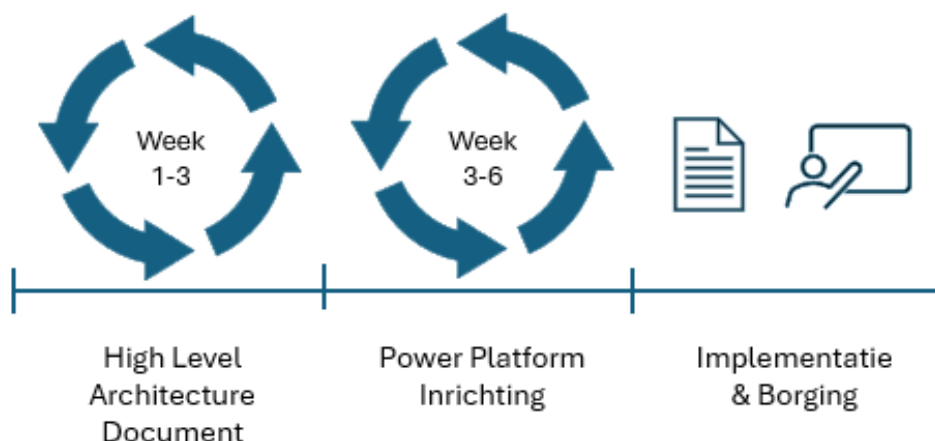 Week
1-3
Week
3-6
High Level
Architecture
Document
Power Platform
Inrichting
Implementatie
& Borging